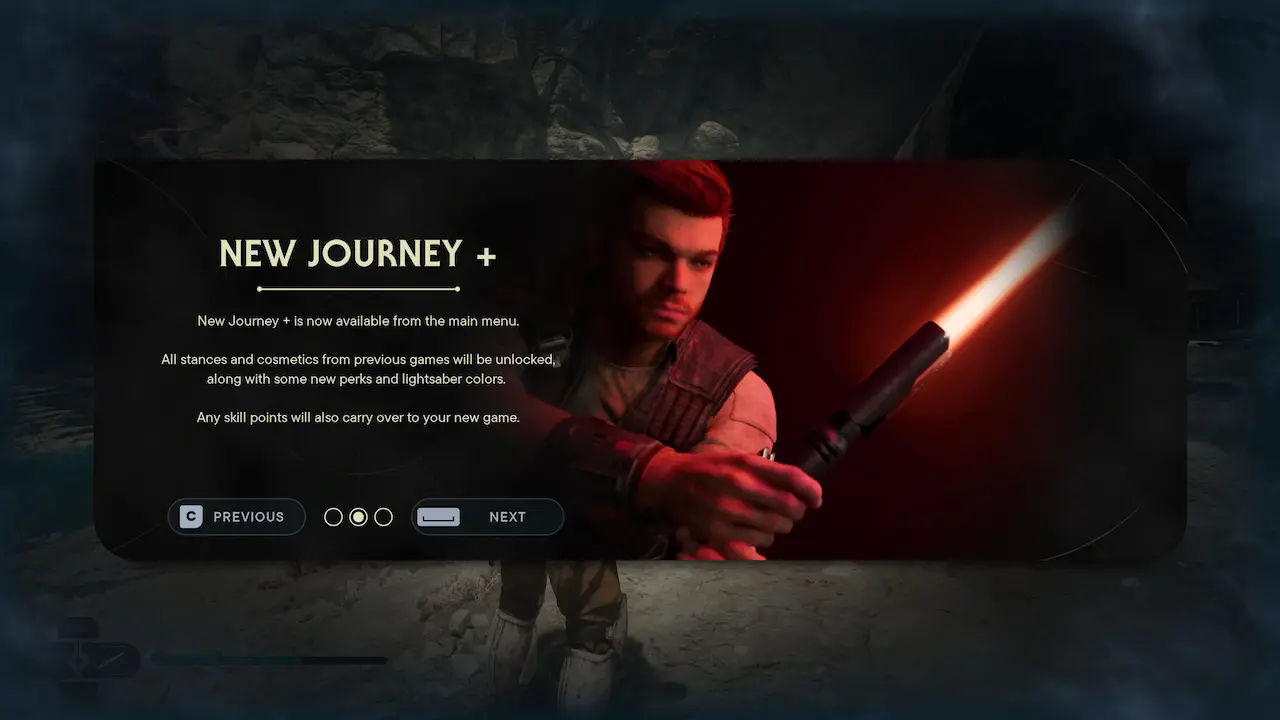 NEW JOURNEY +
New Journey + is now available from the main menu.
All stances and cosmetics from previous games will be unlocked,
along with some new perks and lightsaber colors.
Any skill points will also carry over to your new game.
C PREVIOUS NEXT